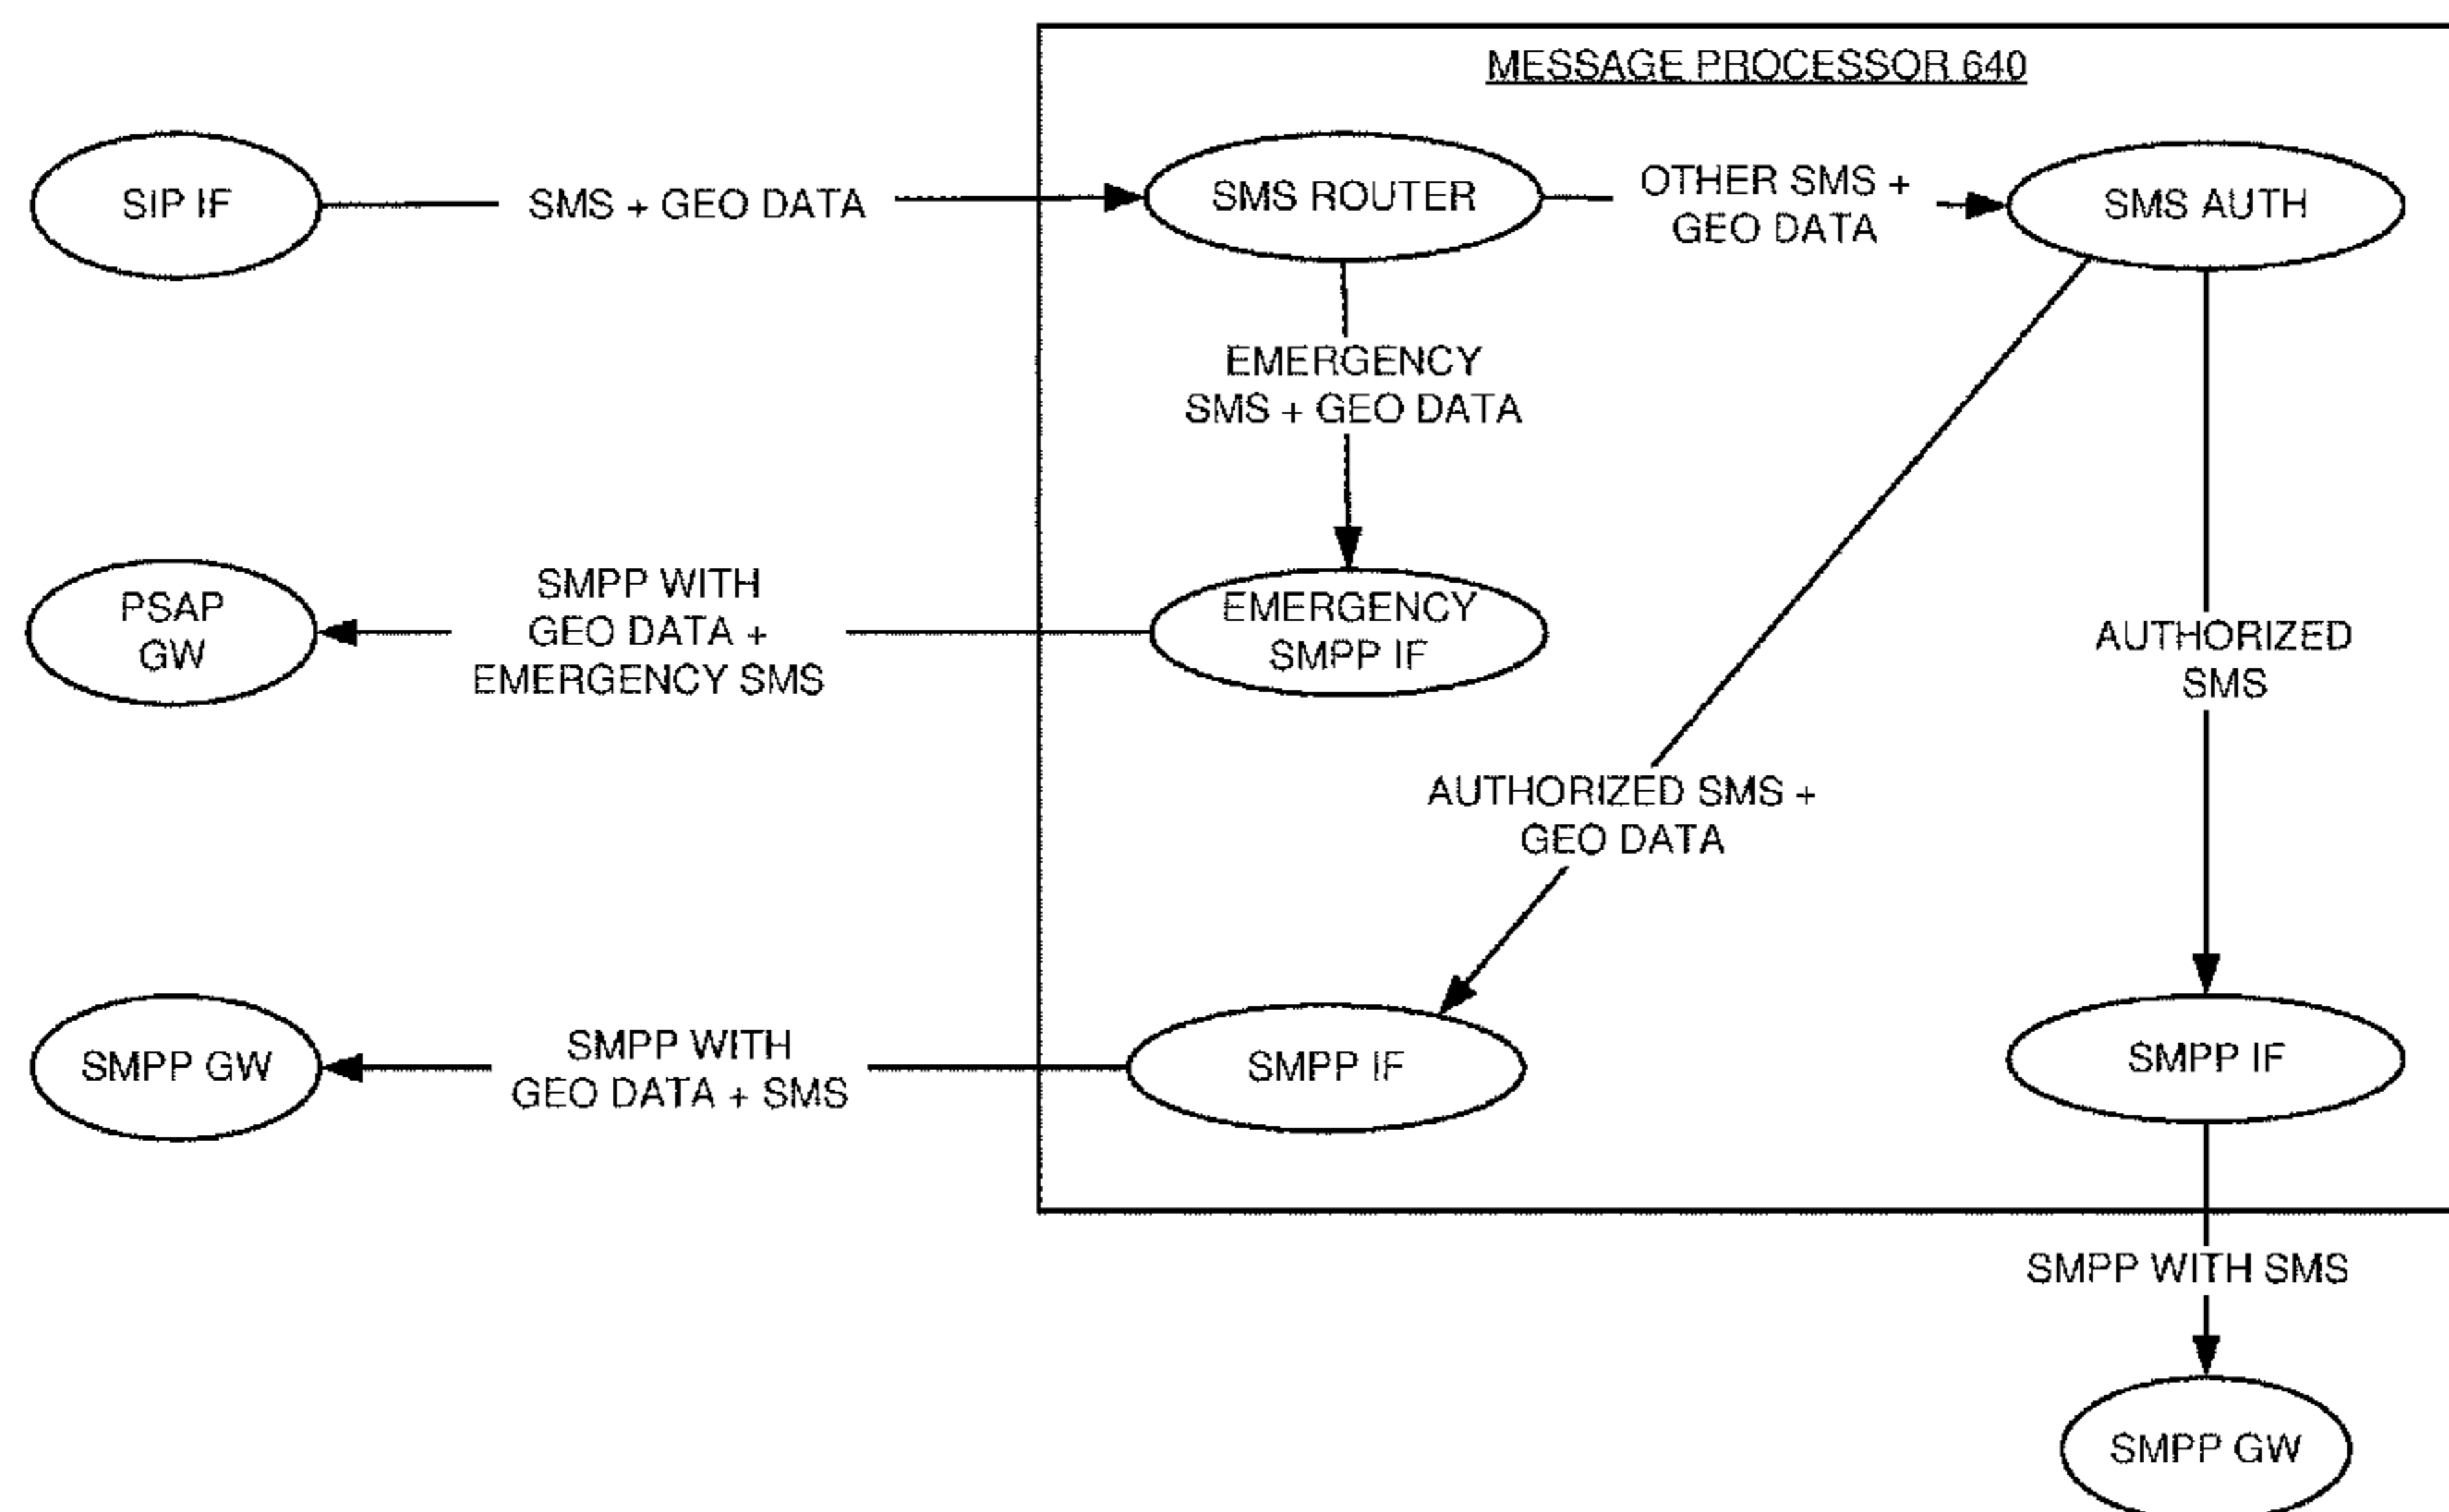 MESSAGE PROCESSOR 640
SIP IF
SMS + GEO DATA
SMS ROUTER
OTHER SMS +
GEO DATA
SMS AUTH
EMERGENCY
SMS + GEO DATA
PSAP
GW
SMPP WITH
GEO DATA +
EMERGENCY SMS
EMERGENCY
SMPP IF
AUTHORIZED
SMS
AUTHORIZED SMS +
GEO DATA
SMPP GW
SMPP WITH
GEO DATA + SMS
SMPP IF
SMPP IF
SMPP WITH SMS
SMPP GW